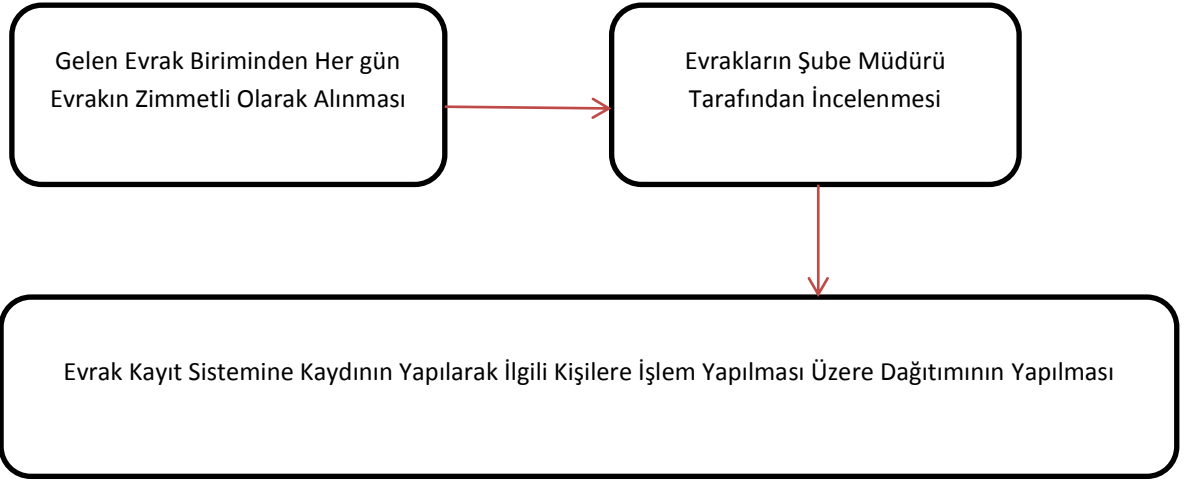 Gelen Evrak Biriminden Her gün
Evrakın Zimmetli Olarak Alınması
Evrakların Şube Müdürü
Tarafından İncelenmesi
Evrak Kayıt Sistemine Kaydının Yapılarak İlgili Kişilere İşlem Yapılması Üzere Dağıtımının Yapılması